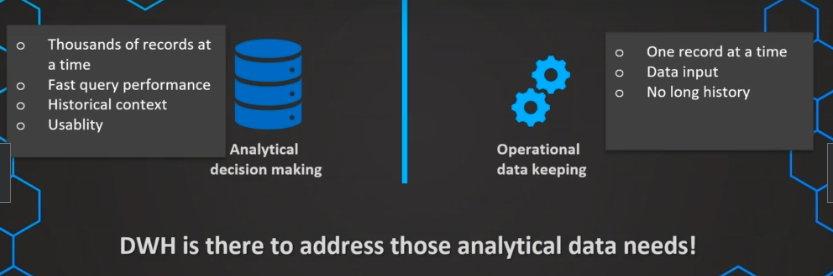 Thousands of records at
a time
Fast query performance
Historical context
Usablity
Analytical
decision making
One record at a time
Data input
No long history
Operational
data keeping
DWH is there to address those analytical data needs!